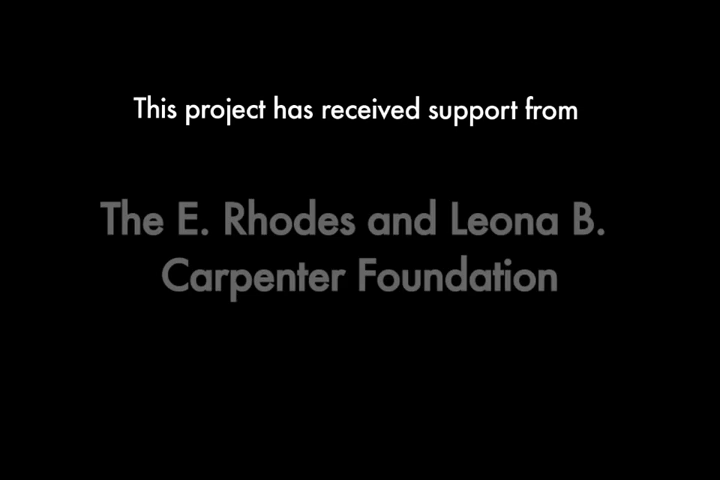 This project has received support from
The E. Rhodes and Leona B.
Carpenter Foundation